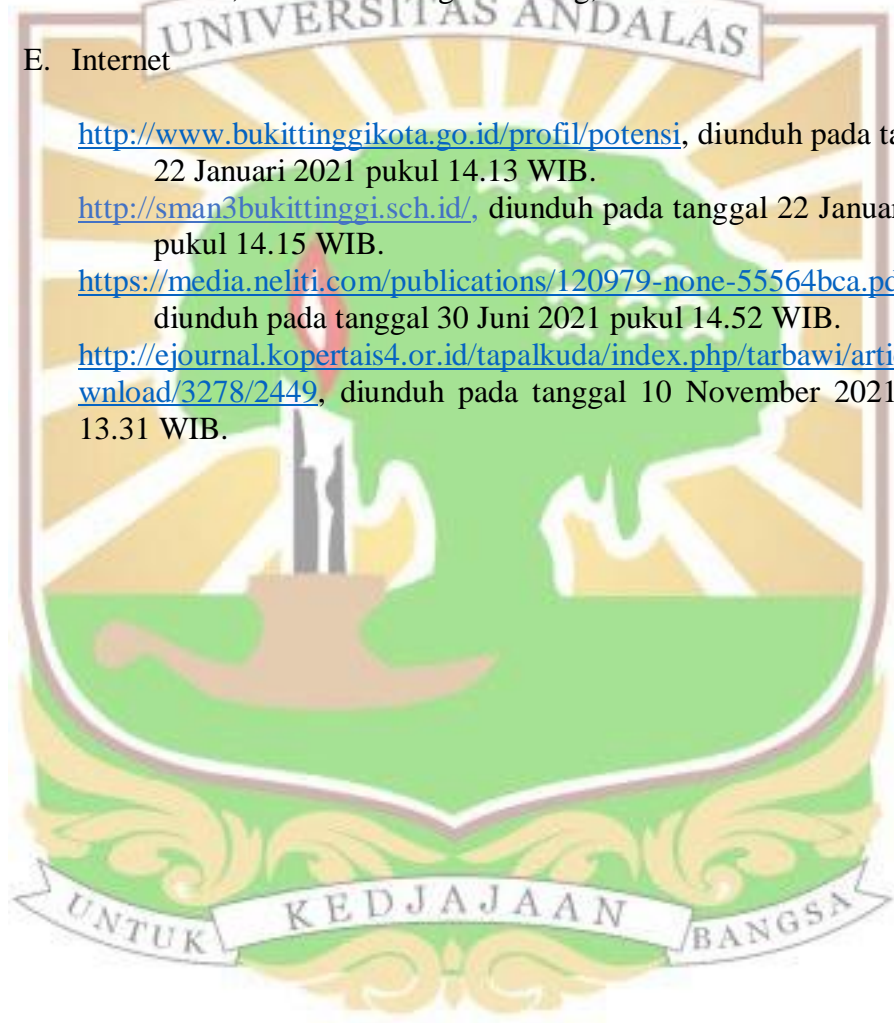 UNIVERSITAS ANDALAS
E. Internet
http://www.bukittinggikota.go.id/profil/potensi, diunduh pada
22 Januari 2021 pukul 14.13 WIB.
http://sman3bukittinggi.sch.id/, diunduh pada tanggal 22
pukul 14.15 WIB.
https://media.neliti.com/publications/120979-none-55564bca.pd
diunduh pada tanggal 30 Juni 2021 pukul 14.52 WIB.
http://ejournal.kopertais4.or.id/tapalkuda/index.php/tarbawi/arti
wnload/3278/2449, diunduh pada tanggal 10 November 2021
13.31 WIB.
UNTUK KEDJAJAAN BANGSA